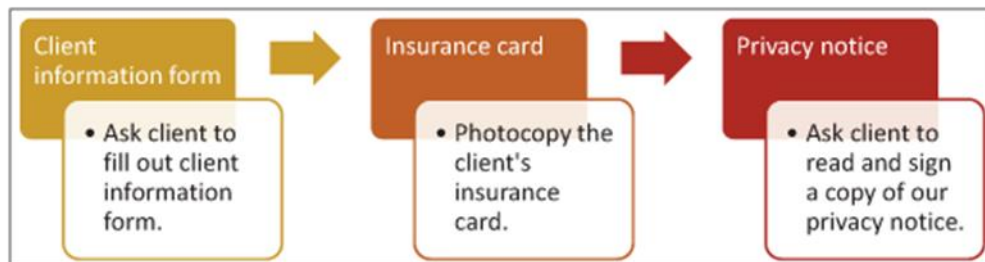 Client
information form
• Ask client to
fill out client
information
form.
Insurance card
• Photocopy the
client's
insurance
card.
Privacy notice
• Ask client to
read and sign
a copy of our
privacy notice.